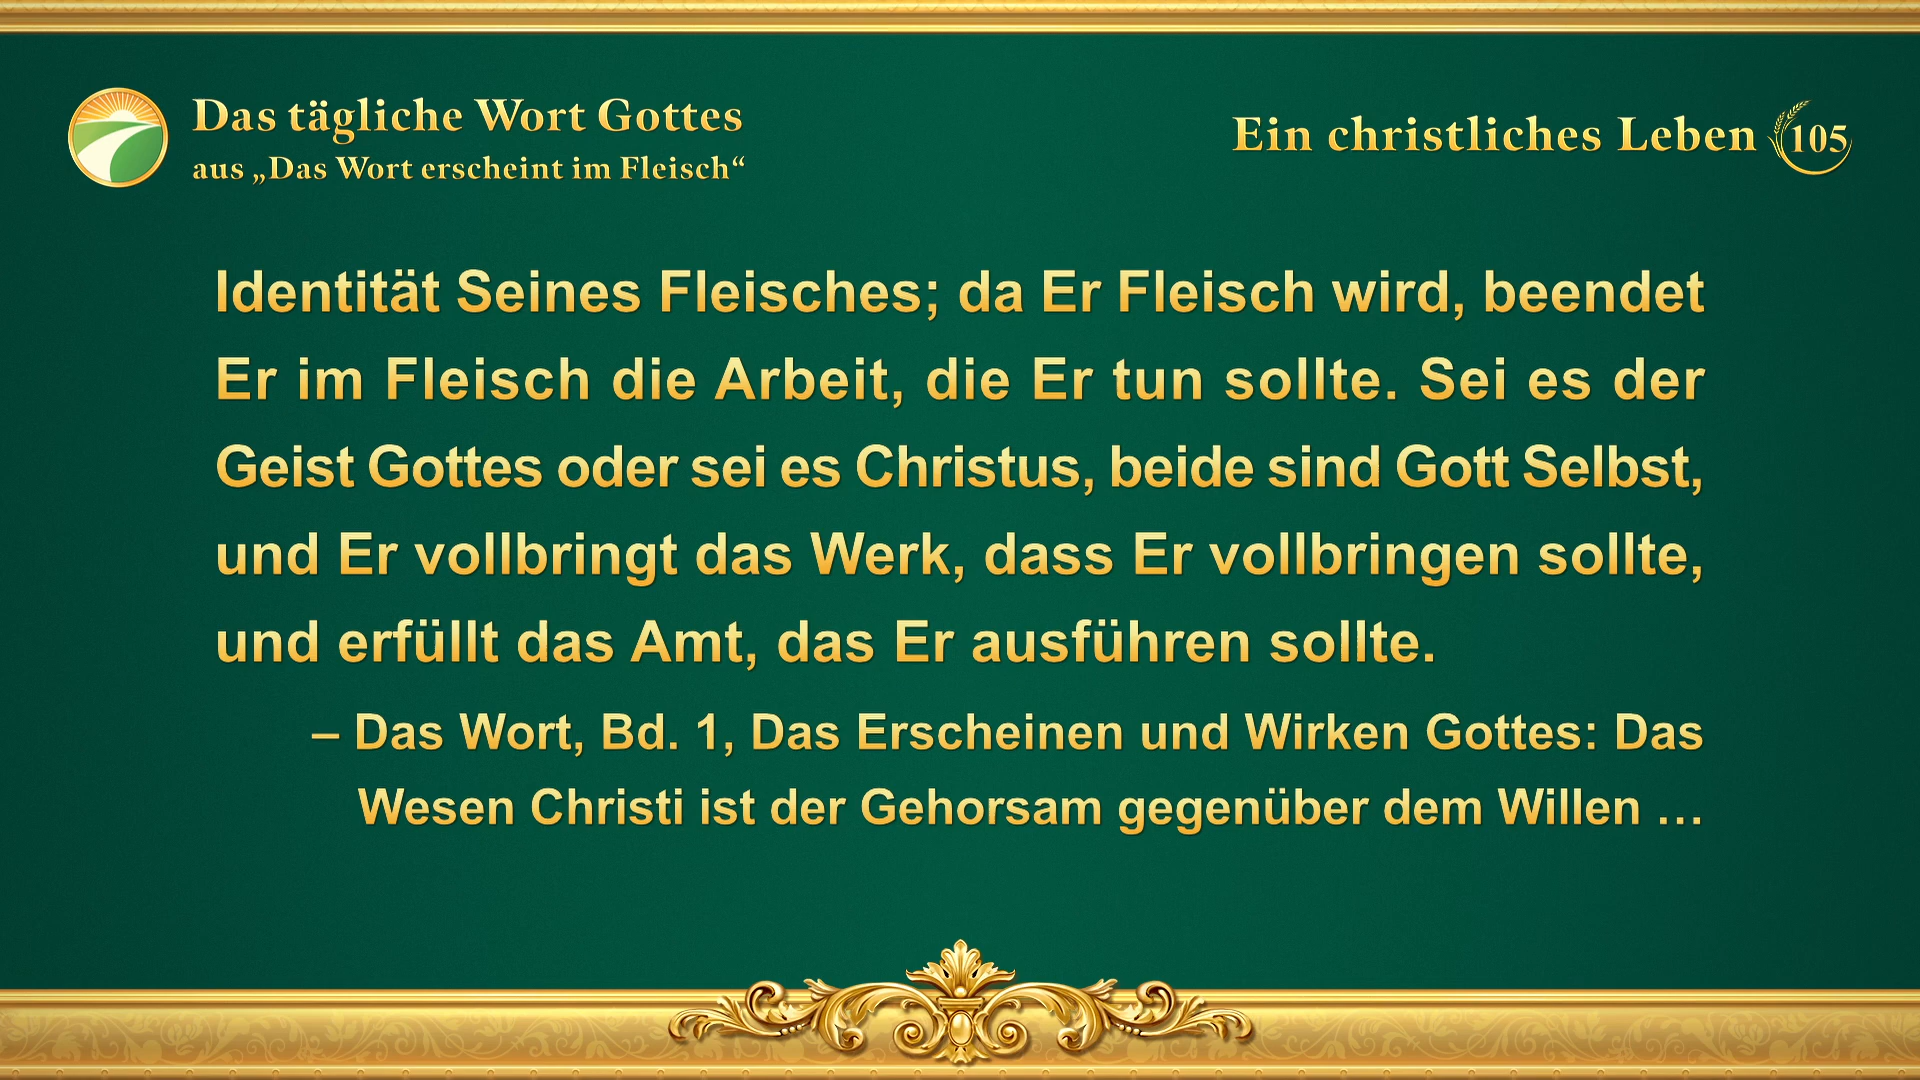 Das tägliche Wort Gottes
aus „Das Wort erscheint im Fleisch“
Ein christliches Leben 105
Identität Seines Fleisches; da Er Fleisch wird, beendet
Er im Fleisch die Arbeit, die Er tun sollte. Sei es der
Geist Gottes oder sei es Christus, beide sind Gott Selbst,
und Er vollbringt das Werk, dass Er vollbringen sollte,
und erfüllt das Amt, das Er ausführen sollte.
– Das Wort, Bd. 1, Das Erscheinen und Wirken Gottes: Das
Wesen Christi ist der Gehorsam gegenüber dem Willen …